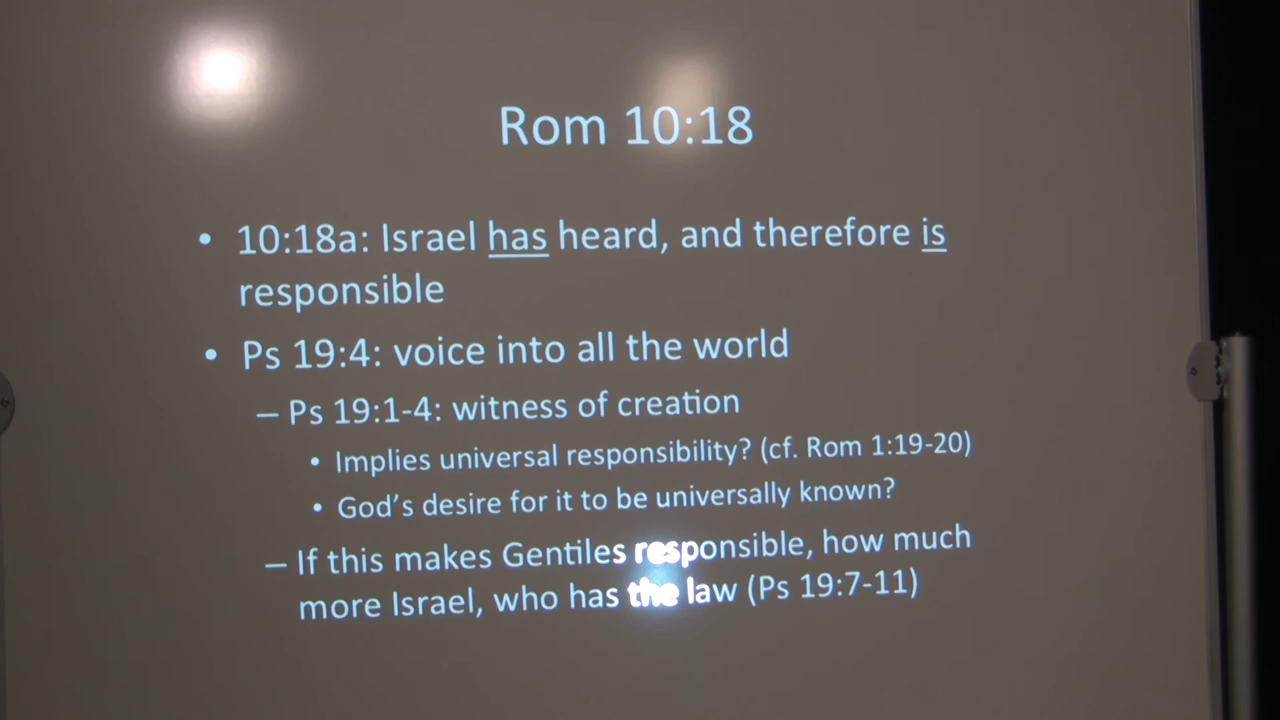 Rom 10:18
• 10:18a: Israel has heard, and therefore is
responsible
• Ps 19:4: voice into all the world
– Ps 19:1-4: witness of creation
• Implies universal responsibility? (cf. Rom 1:19-20)
• God's desire for it to be universally known?
– If this makes Gentiles responsible, how much
more Israel, who has the law (Ps 19:7-11)